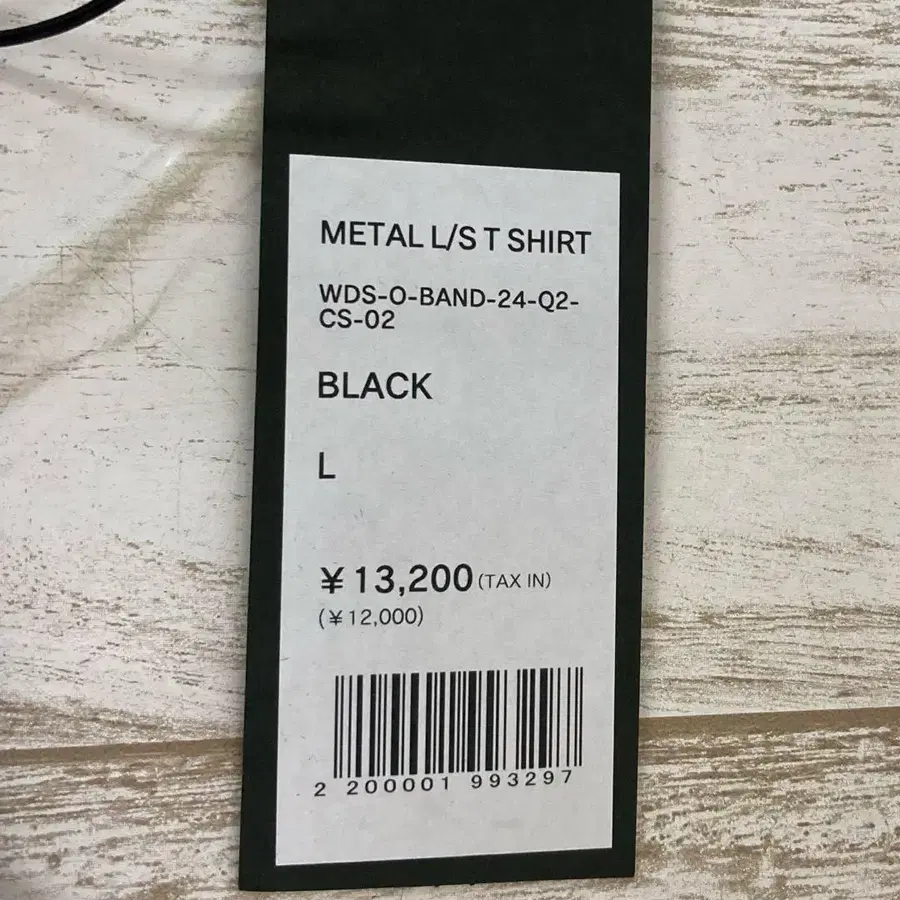 METAL L/S T SHIRT
WDS-O-BAND-24-Q2-
CS-02
BLACK
L
¥13,200 (TAX IN)
(¥12,000)
2 200001 993297